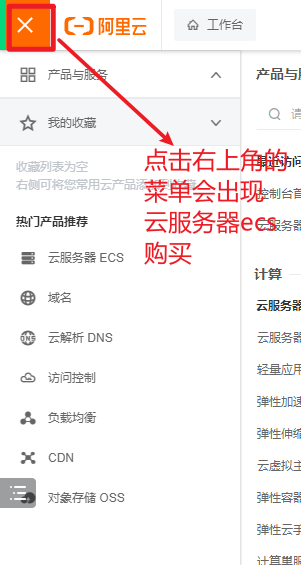 阿里云
工作台
产品与服务
产品与
我的收藏
请
收藏列表为空
右侧可将您常用云产品添
点击右上角的
菜单会出现
云服务器ecs
购买
最近访问
控制台首
云服务器
热门产品推荐
云服务器 ECS
域名
云解析 DNS
访问控制
负载均衡
CDN
对象存储 OSS
计算
云服务器
云服务器
轻量应用
弹性加速
弹性伸缩
云虚拟主
弹性容器
弹性云手
计算巢服